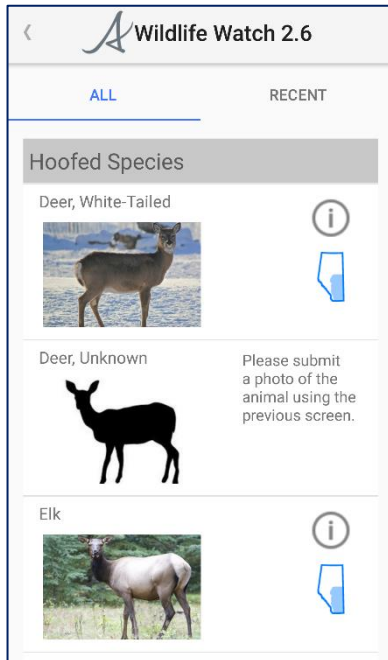 Wildlife Watch 2.6
ALL RECENT
Hoofed Species
Deer, White-Tailed
i
Deer, Unknown
Please submit
a photo of the
animal using the
previous screen.
Elk
i